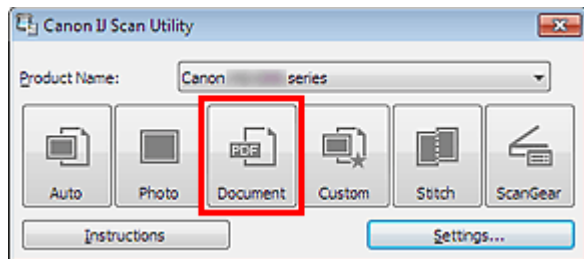 Canon IJ Scan Utility
Product Name: Canon series
PDF
Auto Photo Document Custom Stitch ScanGear
Instructions Settings...